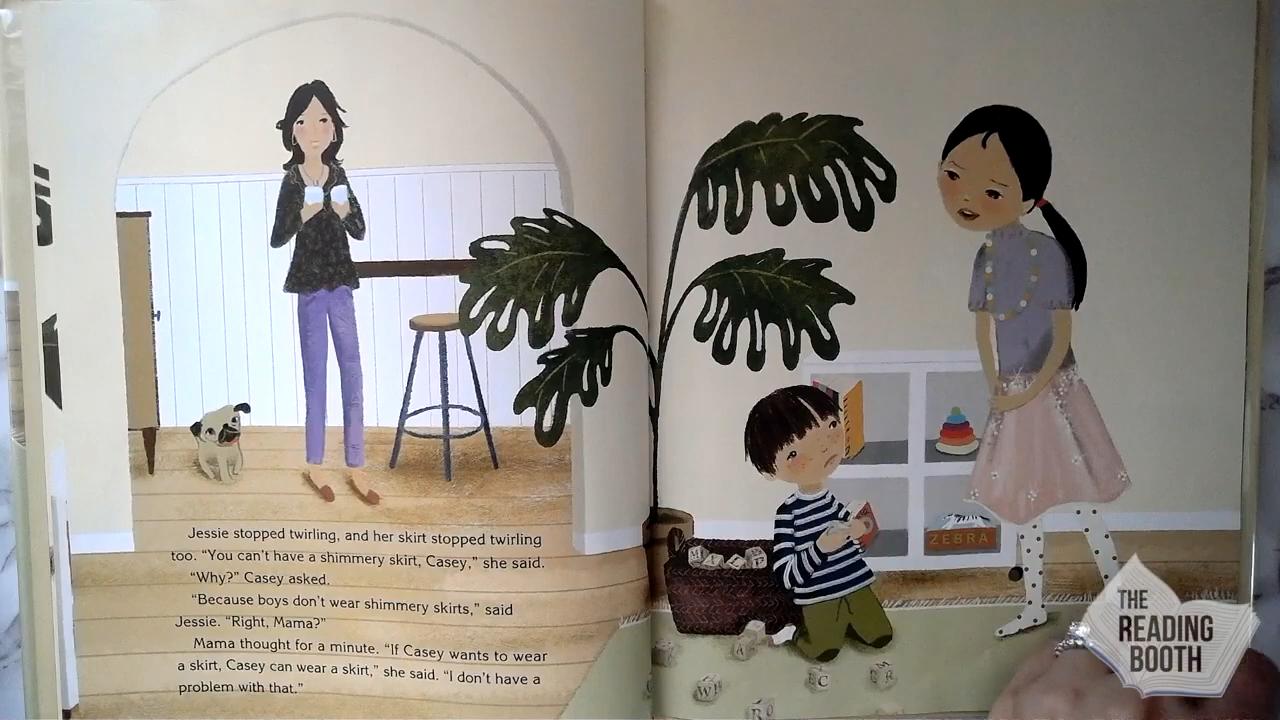 Jessie stopped twirling, and her skirt stopped twirling
too. “You can’t have a shimmery skirt, Casey,” she said.
“Why?” Casey asked.
“Because boys don’t wear shimmery skirts,” said
Jessie. “Right, Mama?”
Mama thought for a minute. “If Casey wants to wear
a skirt, Casey can wear a skirt,” she said. “I don’t have a
problem with that.”
ZEBRA
A
W
C
R
THE
READING
BOOTH